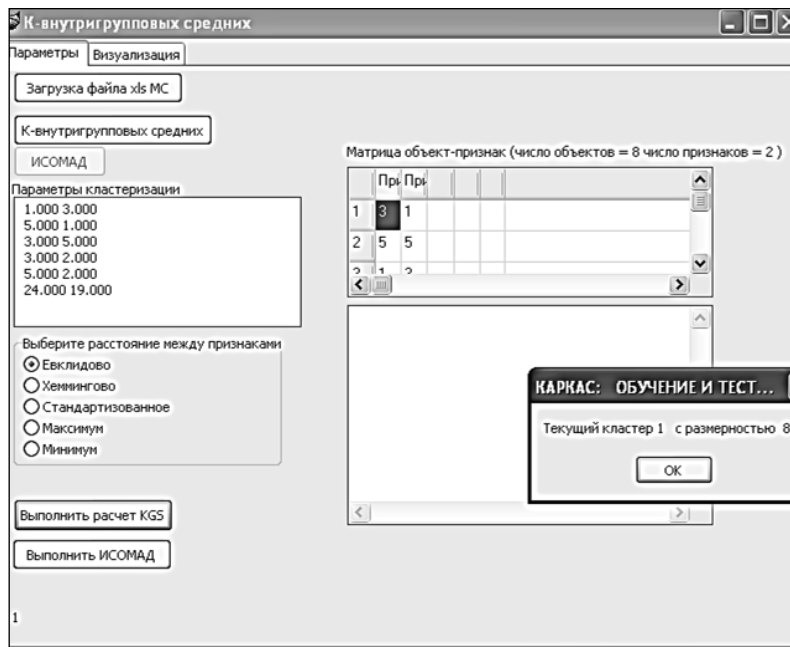 К-внутригрупповых средних
Параметры Визуализация
Загрузка файла xls МС
К-внутригрупповых средних
ИСОМАД
Параметры кластеризации
1.000 3.000
5.000 1.000
3.000 5.000
3.000 2.000
5.000 2.000
24.000 19.000
Выберите расстояние между признаками
Евклидово
Хеммингово
Стандартизованное
Максимум
Минимум
Выполнить расчет KGS
Выполнить ИСОМАД
1
Матрица объект-признак (число объектов = 8 число признаков = 2 )
При При
1 3 1
2 5 5
КАРКАС: ОБУЧЕНИЕ И ТЕСТ...
Текущий кластер 1 с размерностью 8
OK